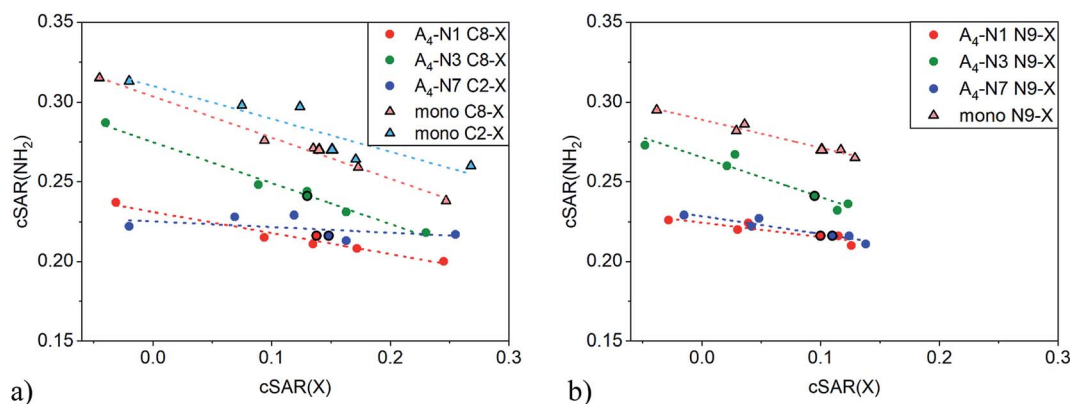 0.35
0.30
0.25
0.20
0.15
cSAR(NH₂)
A₄-N1 C8-X
A₄-N3 C8-X
A₄-N7 C2-X
mono C8-X
mono C2-X
0.0 0.1 0.2 0.3
cSAR(X)
a)
0.35
0.30
0.25
0.20
0.15
cSAR(NH₂)
A₄-N1 N9-X
A₄-N3 N9-X
A₄-N7 N9-X
mono N9-X
0.0 0.1 0.2 0.3
cSAR(X)
b)